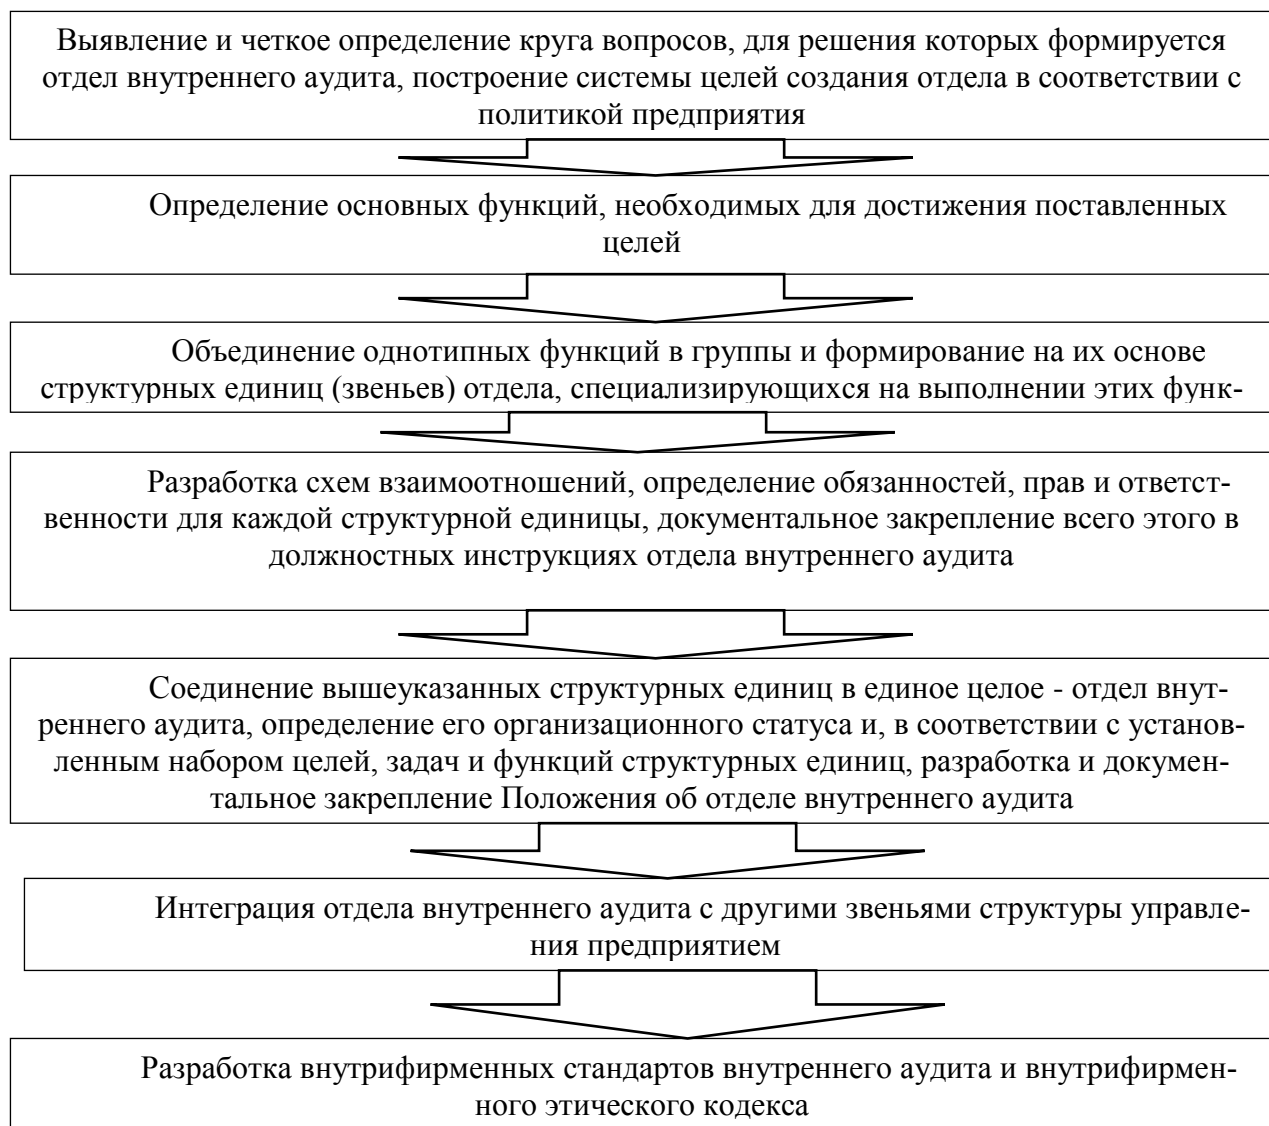 Выявление и четкое определение круга вопросов, для решения которых формируется
отдел внутреннего аудита, построение системы целей создания отдела в соответствии с
политикой предприятия
Определение основных функций, необходимых для достижения поставленных
целей
Объединение однотипных функций в группы и формирование на их основе
структурных единиц (звеньев) отдела, специализирующихся на выполнении этих функ-
Разработка схем взаимоотношений, определение обязанностей, прав и ответст-
венности для каждой структурной единицы, документальное закрепление всего этого в
должностных инструкциях отдела внутреннего аудита
Соединение вышеуказанных структурных единиц в единое целое - отдел внут-
реннего аудита, определение его организационного статуса и, в соответствии с установ-
ленным набором целей, задач и функций структурных единиц, разработка и докумен-
тальное закрепление Положения об отделе внутреннего аудита
Интеграция отдела внутреннего аудита с другими звеньями структуры управле-
ния предприятием
Разработка внутрифирменных стандартов внутреннего аудита и внутрифирмен-
ного этического кодекса